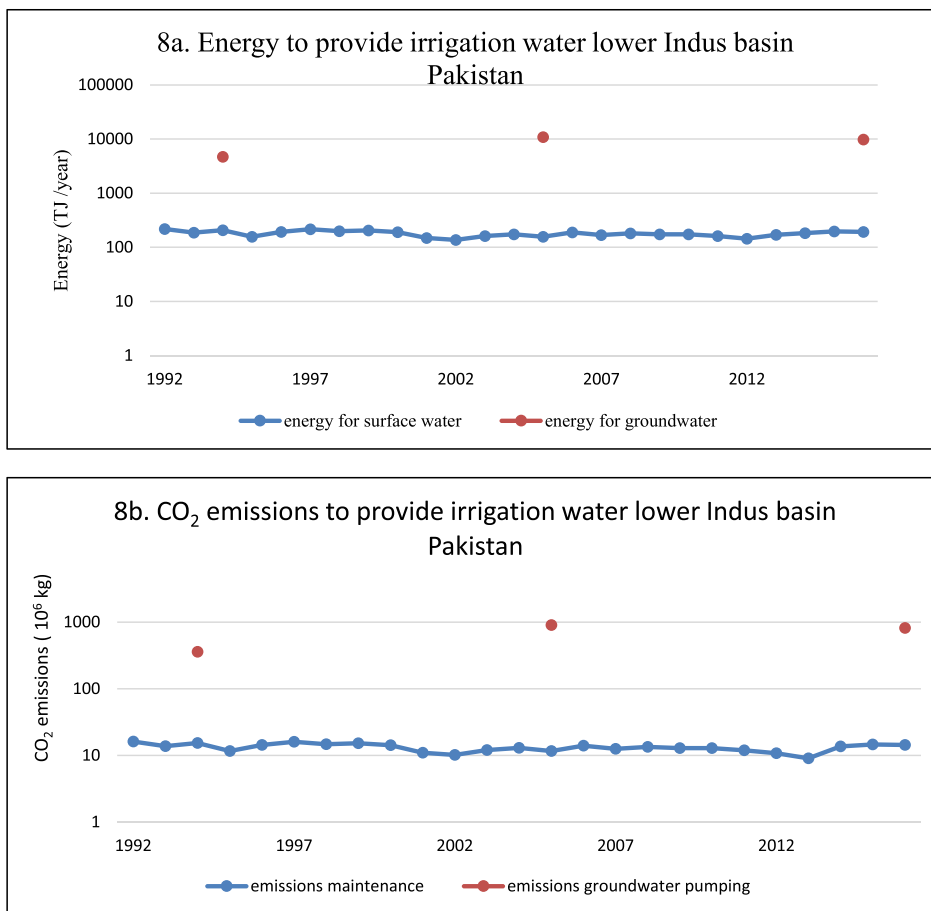 8a. Energy to provide irrigation water lower Indus basin
Pakistan
100000
10000
1000
100
10
1
Energy (TJ /year)
1992 1997 2002 2007 2012
energy for surface water energy for groundwater
8b. CO₂ emissions to provide irrigation water lower Indus basin
Pakistan
CO₂ emissions ( 10⁶ kg)
1000
100
10
1
1992 1997 2002 2007 2012
emissions maintenance emissions groundwater pumping